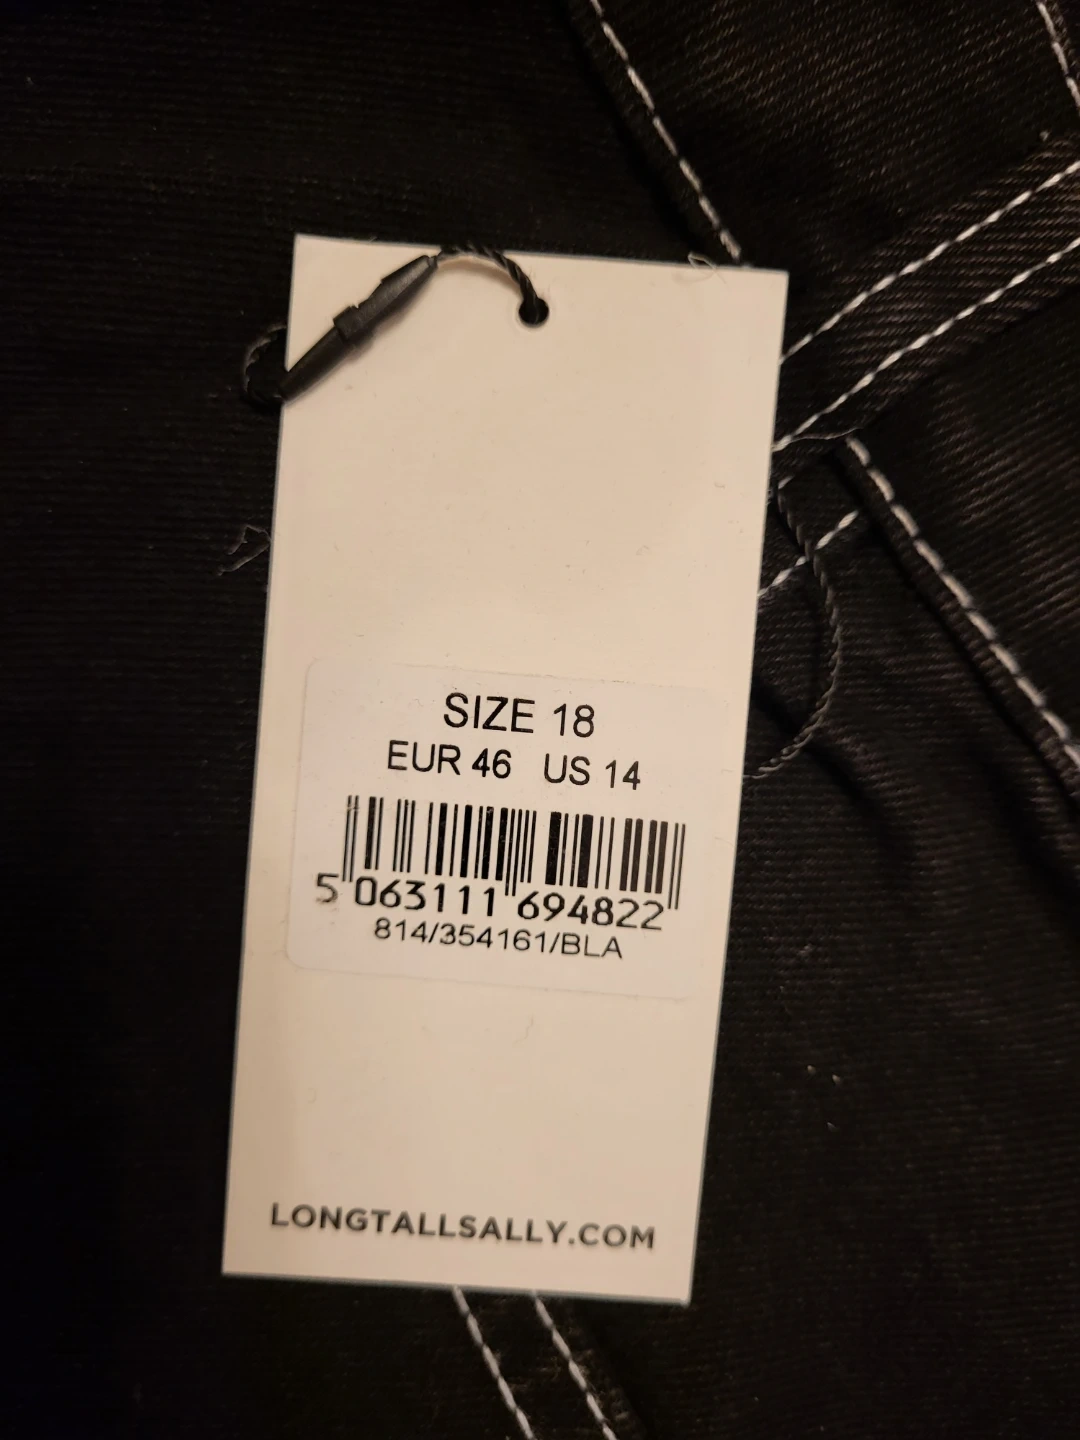 SIZE 18
EUR 46 US 14
5 063111 694822
814/354161/BLA
LONGTALLSALLY.COM